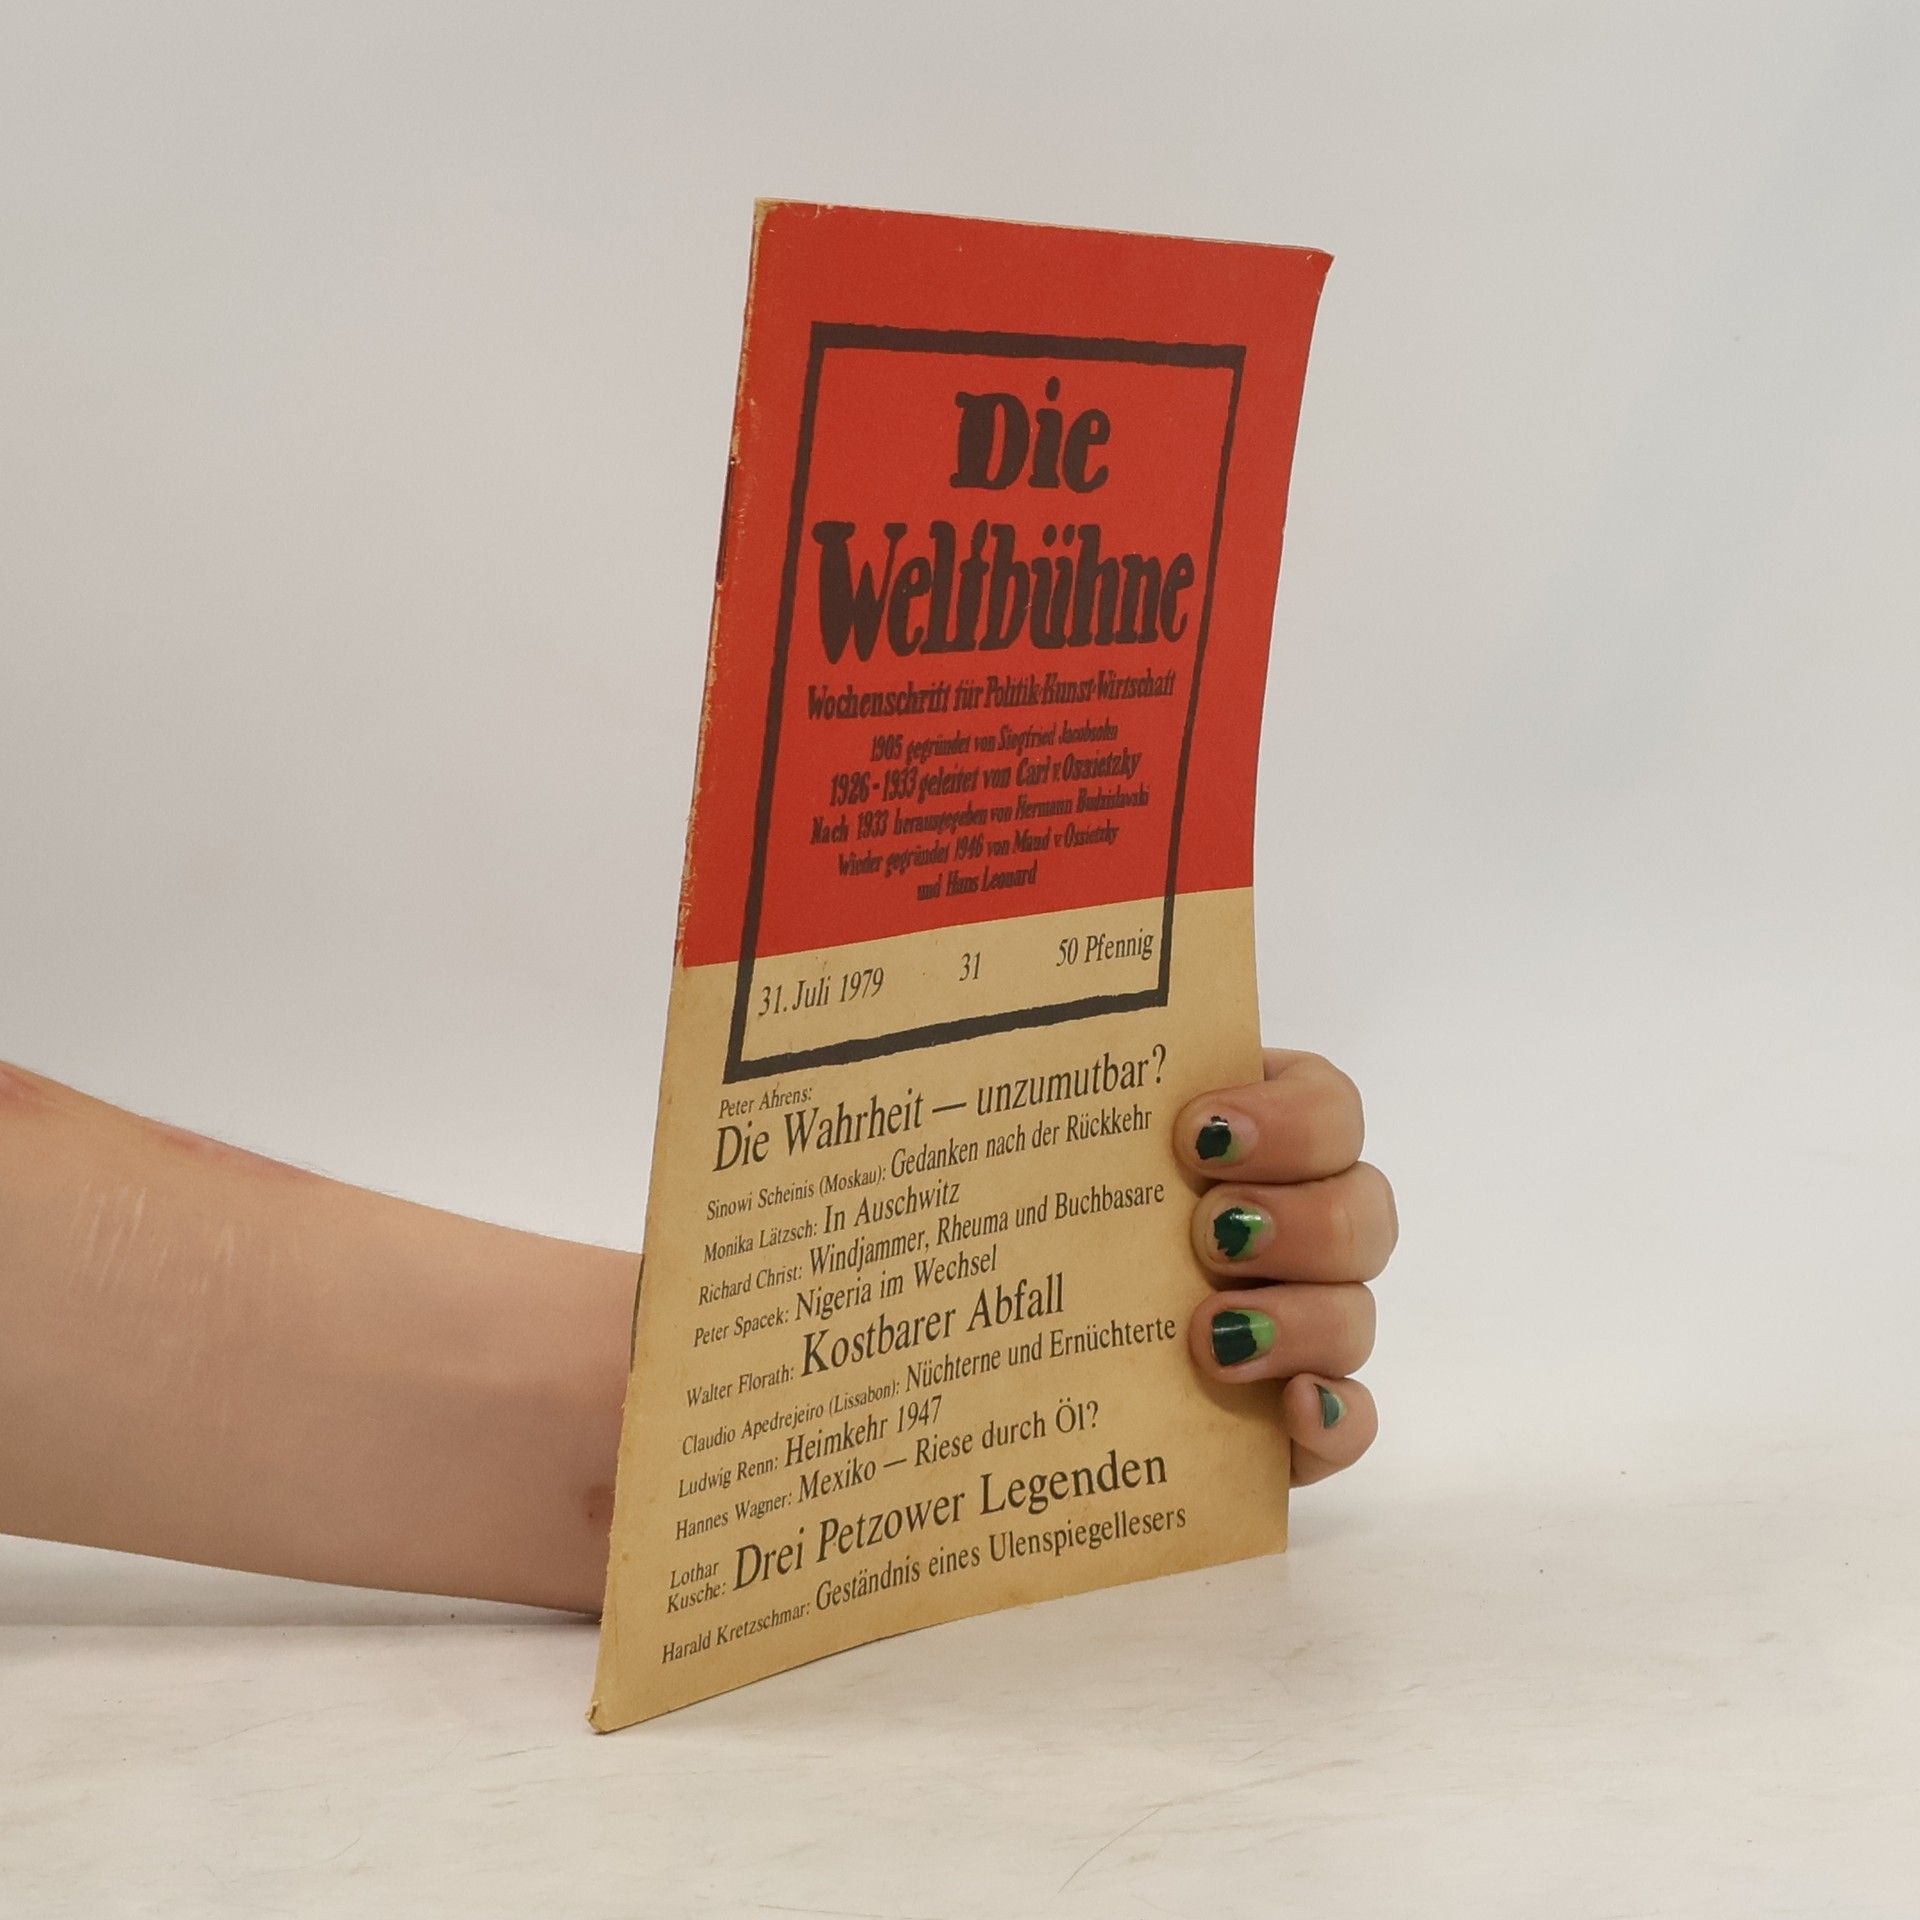 Die
Weltbühne
Wochenschrift für Politik·Kunst·Wirtschaft
1905 gegründet von Siegfried Jacobsohn
1926-1933 geleitet von Carl v. Ossietzky
Nach 1933 herausgegeben von Hermann Budzislawski
Wieder gegründet 1946 von Maud v. Ossietzky
und Hans Leonard
31. Juli 1979 31 50 Pfennig
Peter Ahrens:
Die Wahrheit — unzumutbar?
Sinowi Scheinis (Moskau): Gedanken nach der Rückkehr
Monika Lätzsch: In Auschwitz
Richard Christ: Windjammer, Rheuma und Buchbasare
Peter Spacek: Nigeria im Wechsel
Walter Florath: Kostbarer Abfall
Claudio Apedrejeiro (Lissabon): Nüchterne und Ernüchterte
Ludwig Renn: Heimkehr 1947
Hannes Wagner: Mexiko — Riese durch Öl?
Lothar
Kusche: Drei Petzower Legenden
Harald Kretzschmar: Geständnis eines Ulenspiegellesers